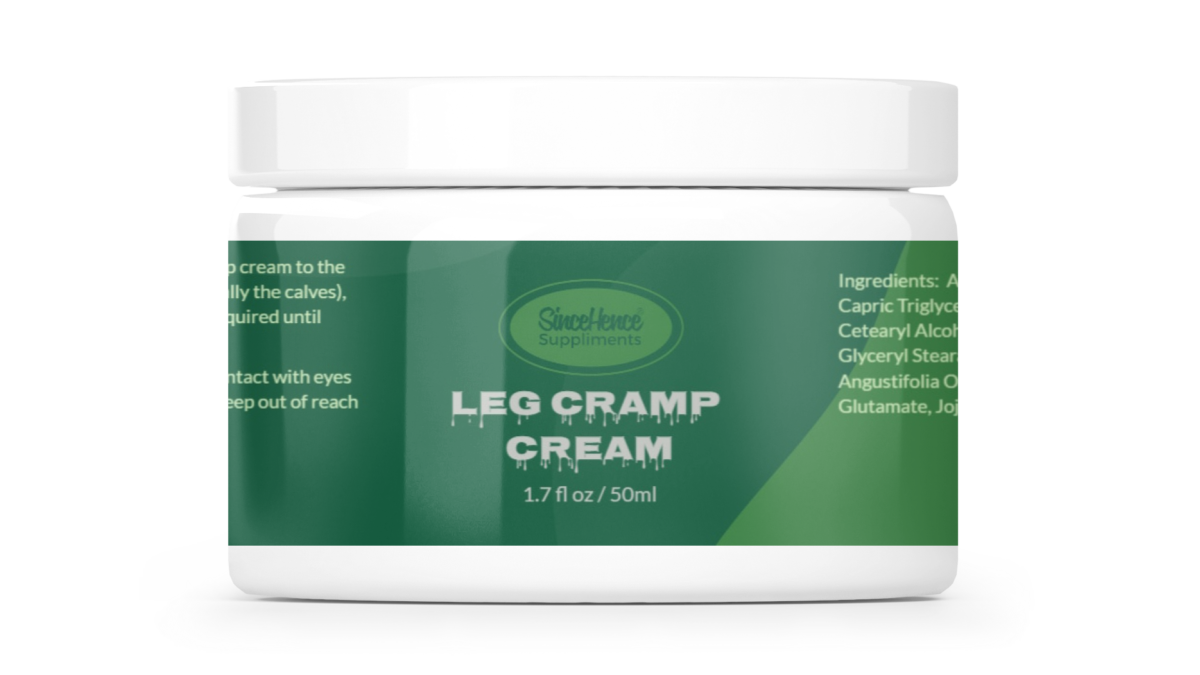 p cream to the
lly the calves),
quired until
ntact with eyes
eep out of reach
SinceHence®
Suppliments
LEG CRAMP
CREAM
1.7 fl oz / 50ml
Ingredients: A
Capric Triglyce
Cetearyl Alcoh
Glyceryl Steara
Angustifolia O
Glutamate, Joj